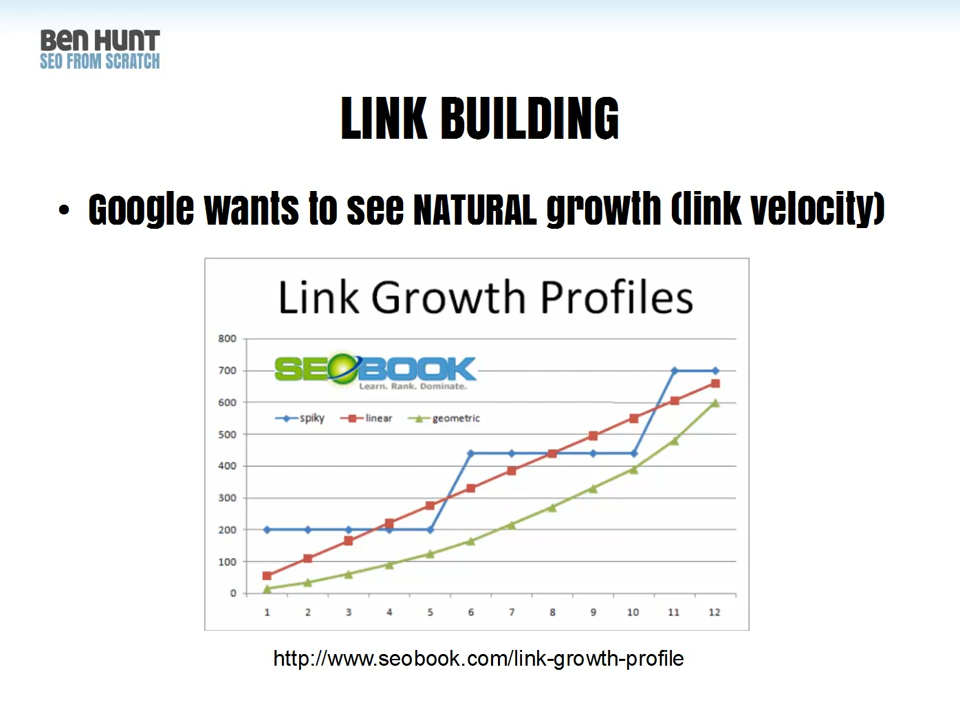 BEN HUNT
SEO FROM SCRATCH
LINK BUILDING
• Google wants to see NATURAL growth (link velocity)
Link Growth Profiles
800
700
600
500
400
300
200
100
0
SEOBOOK
Learn. Rank. Dominate.
spiky linear geometric
1 2 3 4 5 6 7 8 9 10 11 12
http://www.seobook.com/link-growth-profile